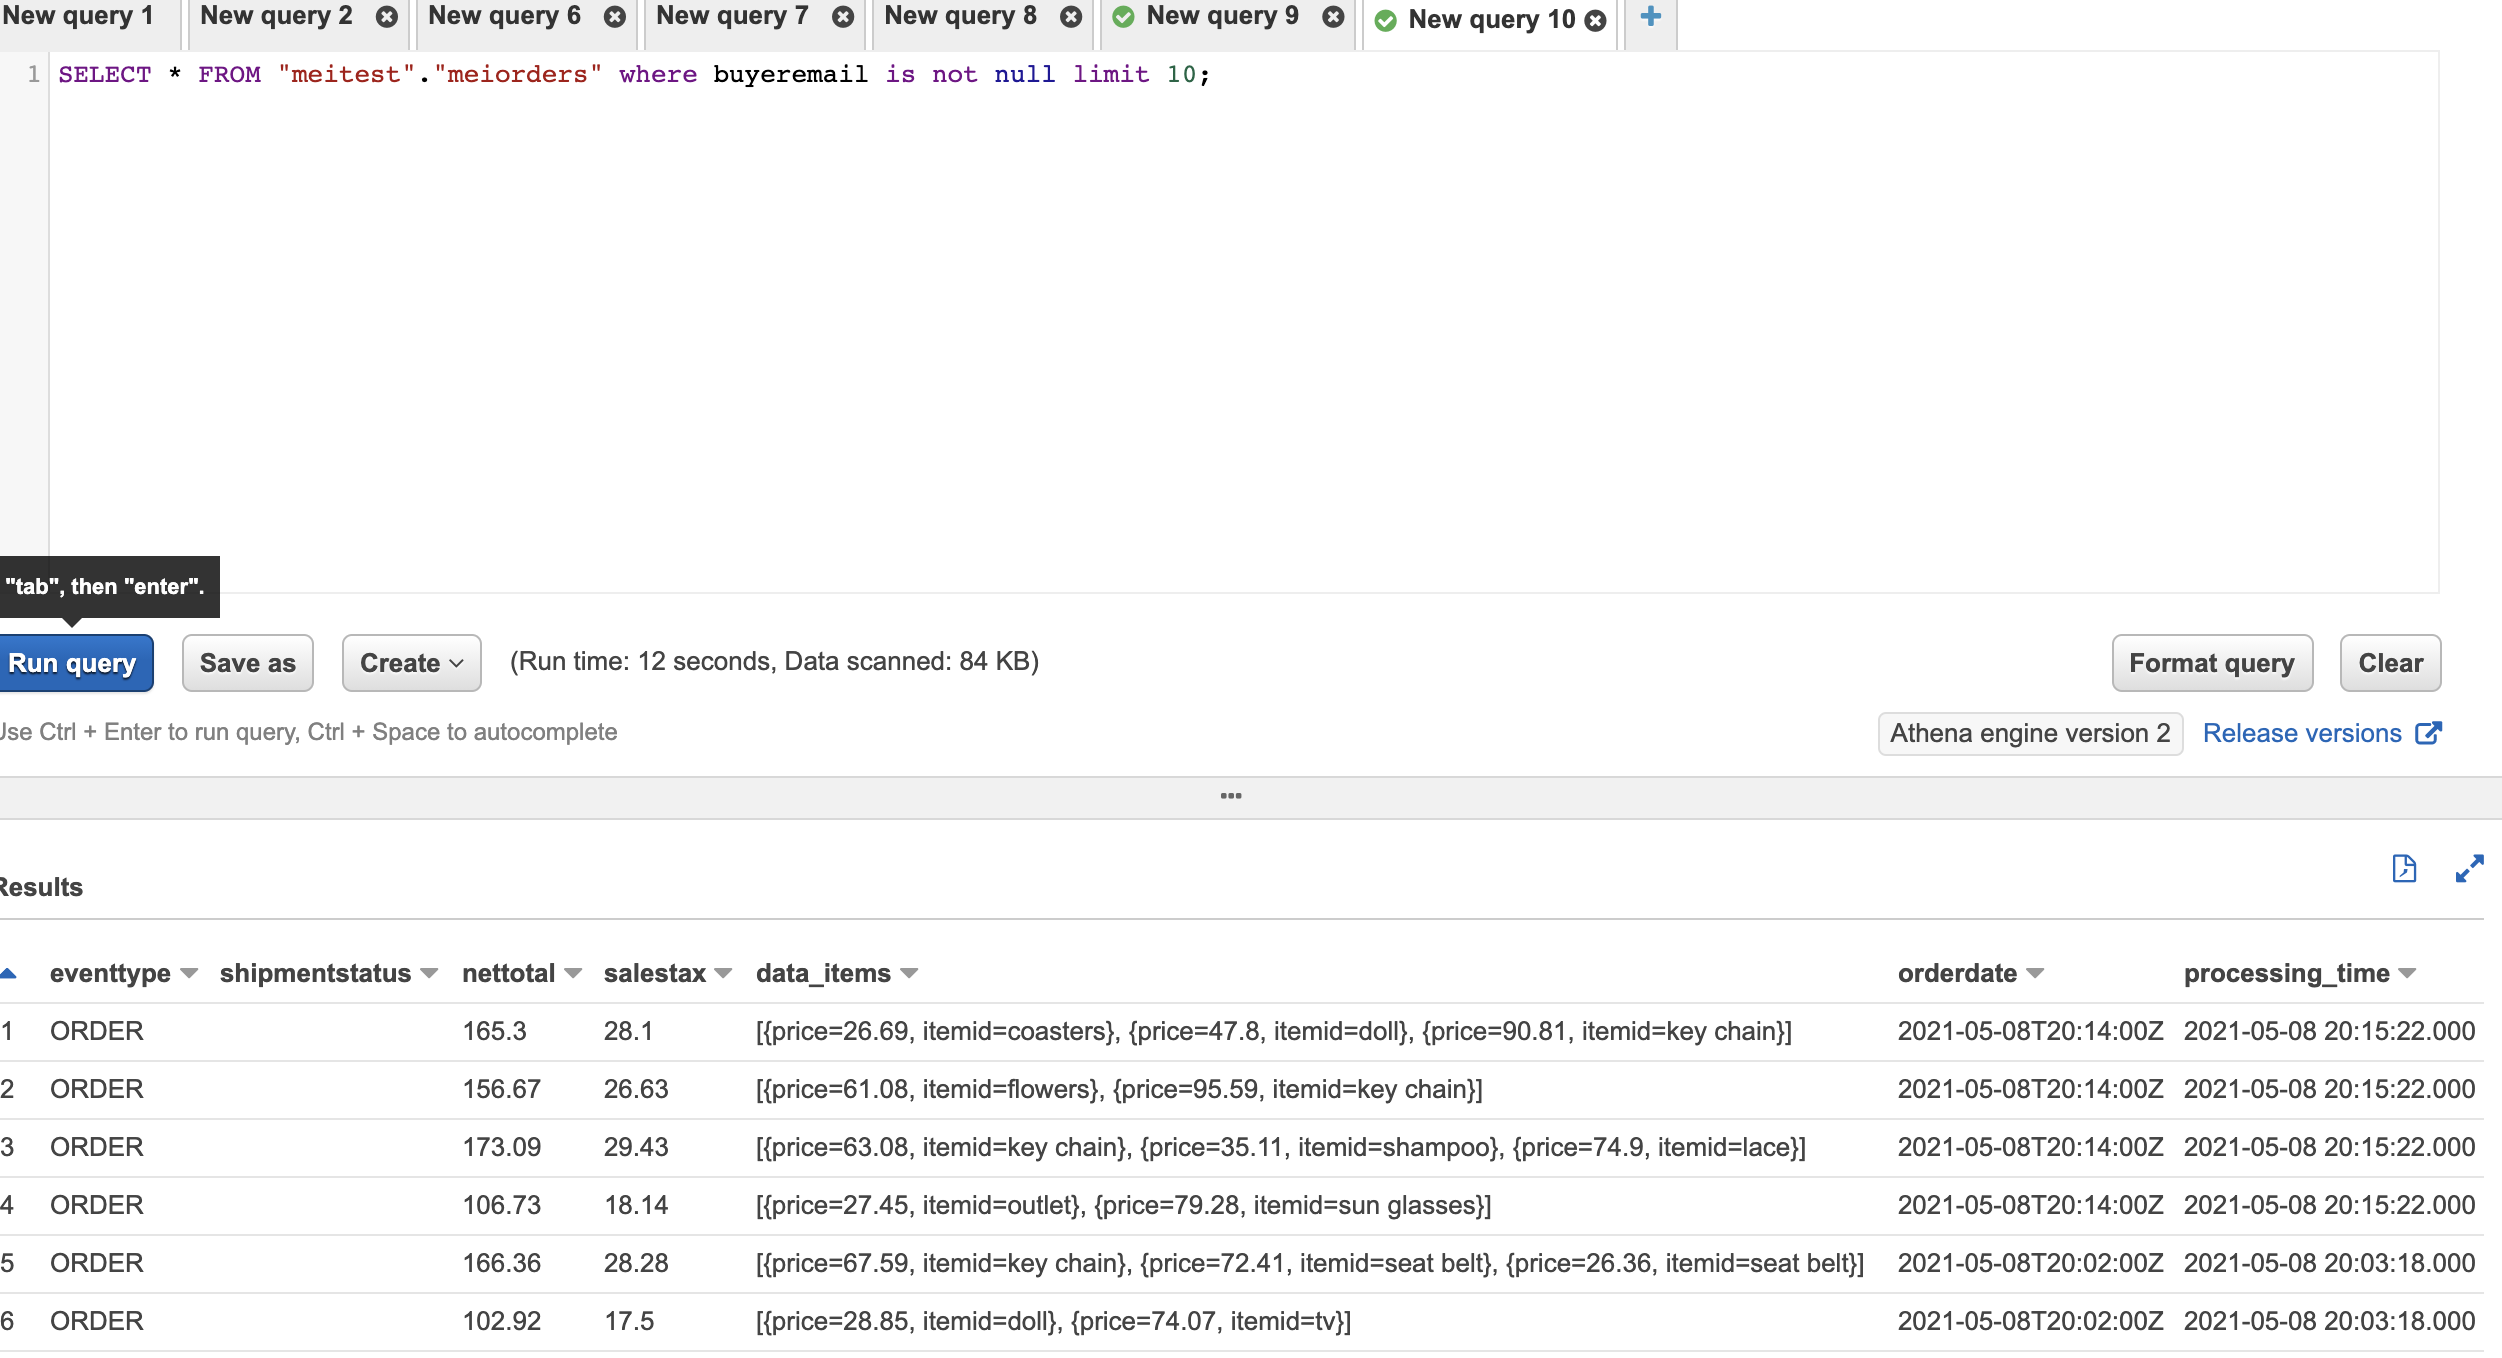 New query 1 New query 2 New query 6 New query 7 New query 8 New query 9 New query 10
1 SELECT * FROM "meitest"."meiorders" where buyeremail is not null limit 10;
"tab", then "enter".
Run query Save as Create (Run time: 12 seconds, Data scanned: 84 KB) Format query Clear
Use Ctrl + Enter to run query, Ctrl + Space to autocomplete Athena engine version 2 Release versions
Results
eventtype shipmentstatus nettotal salestax data_items orderdate processing_time
1 ORDER 165.3 28.1 [{price=26.69, itemid=coasters}, {price=47.8, itemid=doll}, {price=90.81, itemid=key chain}] 2021-05-08T20:14:00Z 2021-05-08 20:15:22.000
2 ORDER 156.67 26.63 [{price=61.08, itemid=flowers}, {price=95.59, itemid=key chain}] 2021-05-08T20:14:00Z 2021-05-08 20:15:22.000
3 ORDER 173.09 29.43 [{price=63.08, itemid=key chain}, {price=35.11, itemid=shampoo}, {price=74.9, itemid=lace}] 2021-05-08T20:14:00Z 2021-05-08 20:15:22.000
4 ORDER 106.73 18.14 [{price=27.45, itemid=outlet}, {price=79.28, itemid=sun glasses}] 2021-05-08T20:14:00Z 2021-05-08 20:15:22.000
5 ORDER 166.36 28.28 [{price=67.59, itemid=key chain}, {price=72.41, itemid=seat belt}, {price=26.36, itemid=seat belt}] 2021-05-08T20:02:00Z 2021-05-08 20:03:18.000
6 ORDER 102.92 17.5 [{price=28.85, itemid=doll}, {price=74.07, itemid=tv}] 2021-05-08T20:02:00Z 2021-05-08 20:03:18.000